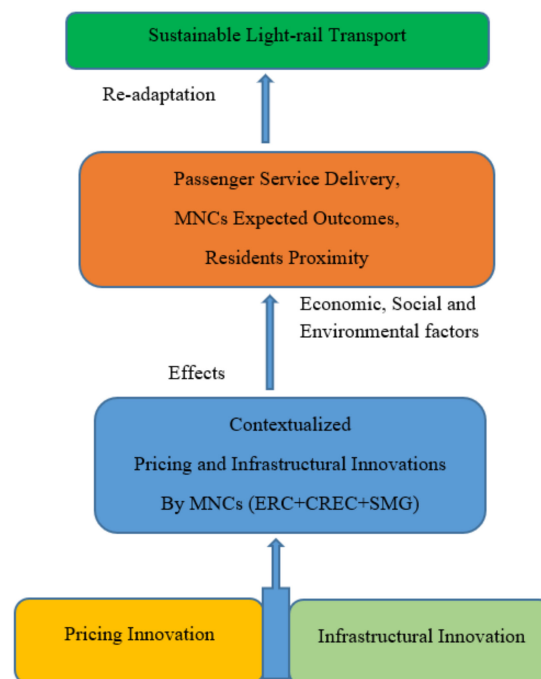 Sustainable Light-rail Transport
Re-adaptation
Passenger Service Delivery,
MNCs Expected Outcomes,
Residents Proximity
Economic, Social and
Environmental factors
Effects
Contextualized
Pricing and Infrastructural Innovations
By MNCs (ERC+CREC+SMG)
Pricing Innovation
Infrastructural Innovation